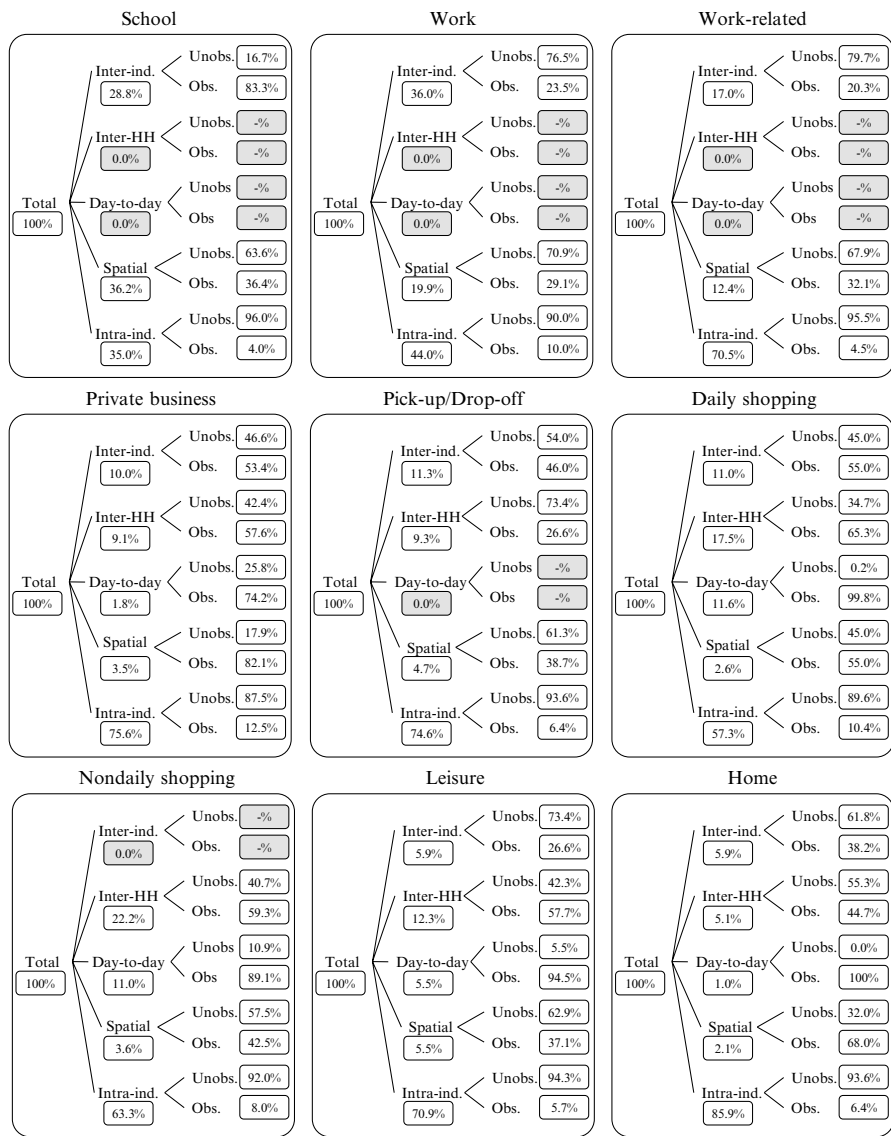 School
Total
100%
Inter-ind.
28.8%
Unobs. 16.7%
Obs. 83.3%
Inter-HH
0.0%
Unobs. -%
Obs. -%
Day-to-day
0.0%
Unobs -%
Obs -%
Spatial
36.2%
Unobs. 63.6%
Obs. 36.4%
Intra-ind.
35.0%
Unobs. 96.0%
Obs. 4.0%
Work
Total
100%
Inter-ind.
36.0%
Unobs. 76.5%
Obs. 23.5%
Inter-HH
0.0%
Unobs. -%
Obs. -%
Day-to-day
0.0%
Unobs. -%
Obs. -%
Spatial
19.9%
Unobs. 70.9%
Obs. 29.1%
Intra-ind.
44.0%
Unobs. 90.0%
Obs. 10.0%
Work-related
Total
100%
Inter-ind.
17.0%
Unobs. 79.7%
Obs. 20.3%
Inter-HH
0.0%
Unobs. -%
Obs. -%
Day-to-day
0.0%
Unobs -%
Obs -%
Spatial
12.4%
Unobs. 67.9%
Obs. 32.1%
Intra-ind.
70.5%
Unobs. 95.5%
Obs. 4.5%
Private business
Total
100%
Inter-ind.
10.0%
Unobs. 46.6%
Obs. 53.4%
Inter-HH
9.1%
Unobs. 42.4%
Obs. 57.6%
Day-to-day
1.8%
Unobs. 25.8%
Obs. 74.2%
Spatial
3.5%
Unobs. 17.9%
Obs. 82.1%
Intra-ind.
75.6%
Unobs. 87.5%
Obs. 12.5%
Pick-up/Drop-off
Total
100%
Inter-ind.
11.3%
Unobs. 54.0%
Obs. 46.0%
Inter-HH
9.3%
Unobs. 73.4%
Obs. 26.6%
Day-to-day
0.0%
Unobs -%
Obs -%
Spatial
4.7%
Unobs. 61.3%
Obs. 38.7%
Intra-ind.
74.6%
Unobs. 93.6%
Obs. 6.4%
Daily shopping
Total
100%
Inter-ind.
11.0%
Unobs. 45.0%
Obs. 55.0%
Inter-HH
17.5%
Unobs. 34.7%
Obs. 65.3%
Day-to-day
11.6%
Unobs. 0.2%
Obs. 99.8%
Spatial
2.6%
Unobs. 45.0%
Obs. 55.0%
Intra-ind.
57.3%
Unobs. 89.6%
Obs. 10.4%
Nondaily shopping
Total
100%
Inter-ind.
0.0%
Unobs. -%
Obs. -%
Inter-HH
22.2%
Unobs. 40.7%
Obs. 59.3%
Day-to-day
11.0%
Unobs 10.9%
Obs 89.1%
Spatial
3.6%
Unobs. 57.5%
Obs. 42.5%
Intra-ind.
63.3%
Unobs. 92.0%
Obs. 8.0%
Leisure
Total
100%
Inter-ind.
5.9%
Unobs. 73.4%
Obs. 26.6%
Inter-HH
12.3%
Unobs. 42.3%
Obs. 57.7%
Day-to-day
5.5%
Unobs. 5.5%
Obs. 94.5%
Spatial
5.5%
Unobs. 62.9%
Obs. 37.1%
Intra-ind.
70.9%
Unobs. 94.3%
Obs. 5.7%
Home
Total
100%
Inter-ind.
5.9%
Unobs. 61.8%
Obs. 38.2%
Inter-HH
5.1%
Unobs. 55.3%
Obs. 44.7%
Day-to-day
1.0%
Unobs. 0.0%
Obs. 100%
Spatial
2.1%
Unobs. 32.0%
Obs. 68.0%
Intra-ind.
85.9%
Unobs. 93.6%
Obs. 6.4%